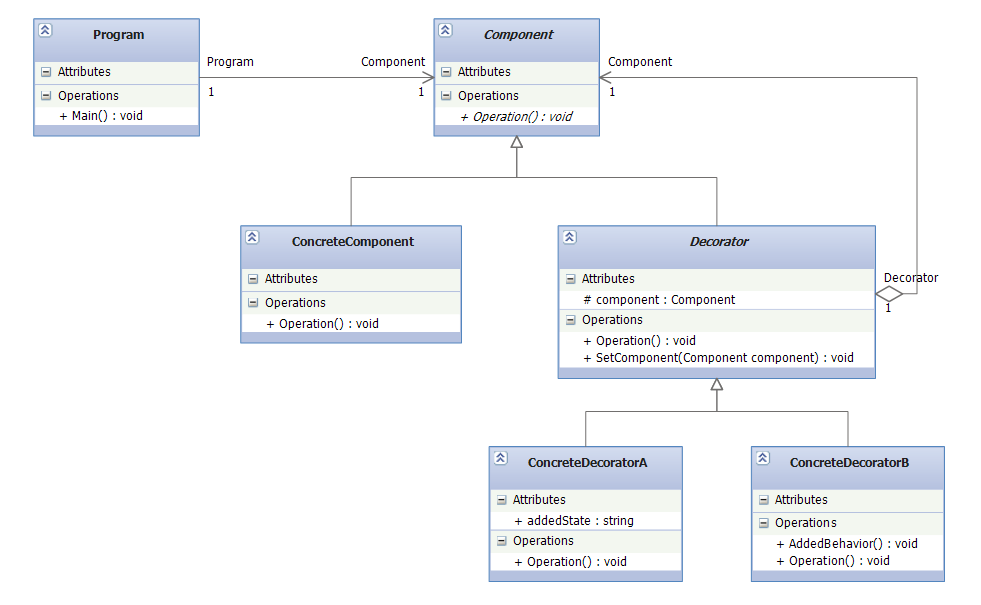 Program
Attributes
Operations
+ Main() : void
Program
1
Component
1
Component
Attributes
Operations
+ Operation() : void
Component
1
ConcreteComponent
Attributes
Operations
+ Operation() : void
Decorator
Attributes
# component : Component
Operations
+ Operation() : void
+ SetComponent(Component component) : void
Decorator
1
ConcreteDecoratorA
Attributes
+ addedState : string
Operations
+ Operation() : void
ConcreteDecoratorB
Attributes
Operations
+ AddedBehavior() : void
+ Operation() : void